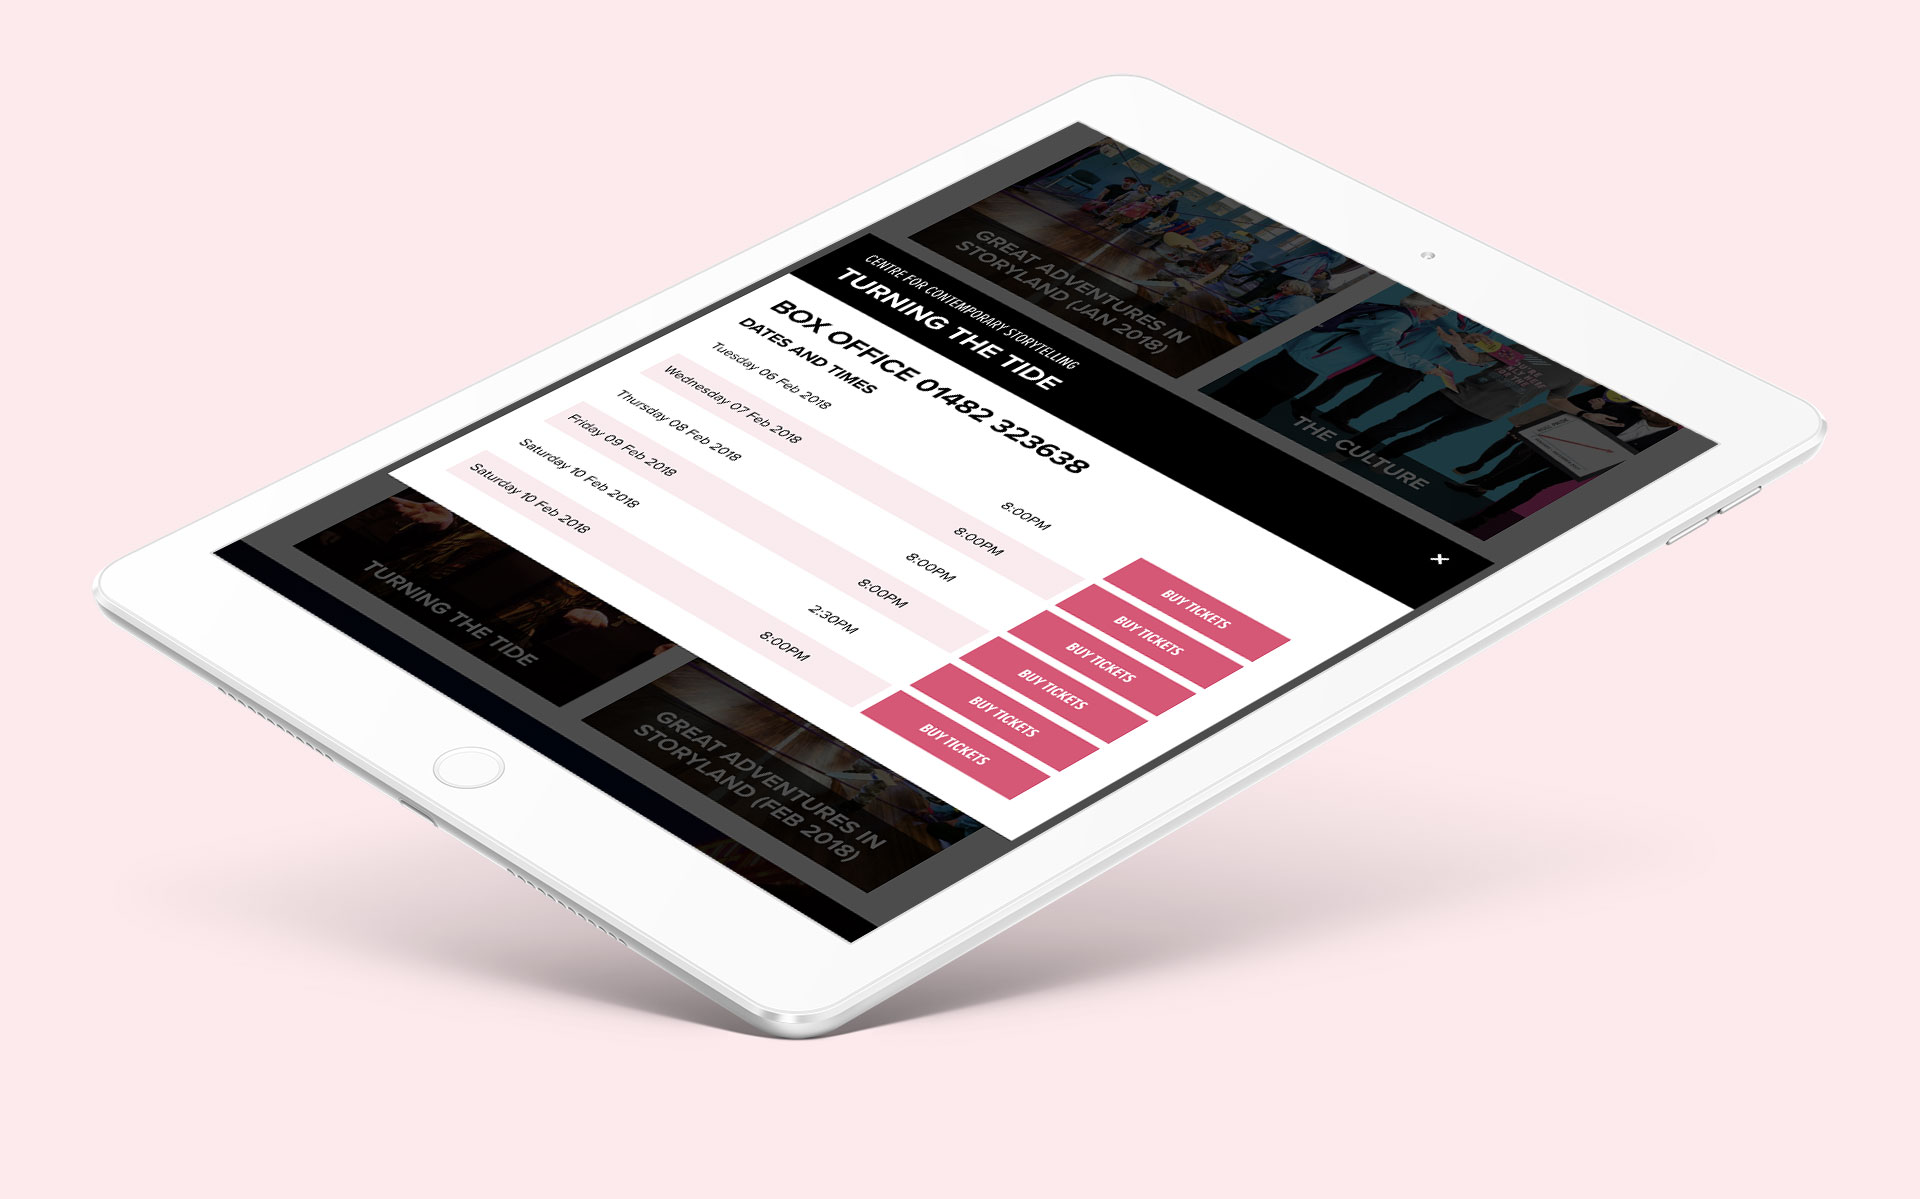 GREAT ADVENTURES IN
STORYLAND (JAN 2018)
THE CULTURE
CENTRE FOR CONTEMPORARY STORYTELLING
TURNING THE TIDE
BOX OFFICE 01482 323638
DATES AND TIMES
Tuesday 06 Feb 2018 8:00PM BUY TICKETS
Wednesday 07 Feb 2018 8:00PM BUY TICKETS
Thursday 08 Feb 2018 8:00PM BUY TICKETS
Friday 09 Feb 2018 8:00PM BUY TICKETS
Saturday 10 Feb 2018 2:30PM BUY TICKETS
Saturday 10 Feb 2018 8:00PM BUY TICKETS
TURNING THE TIDE
GREAT ADVENTURES IN
STORYLAND (FEB 2018)